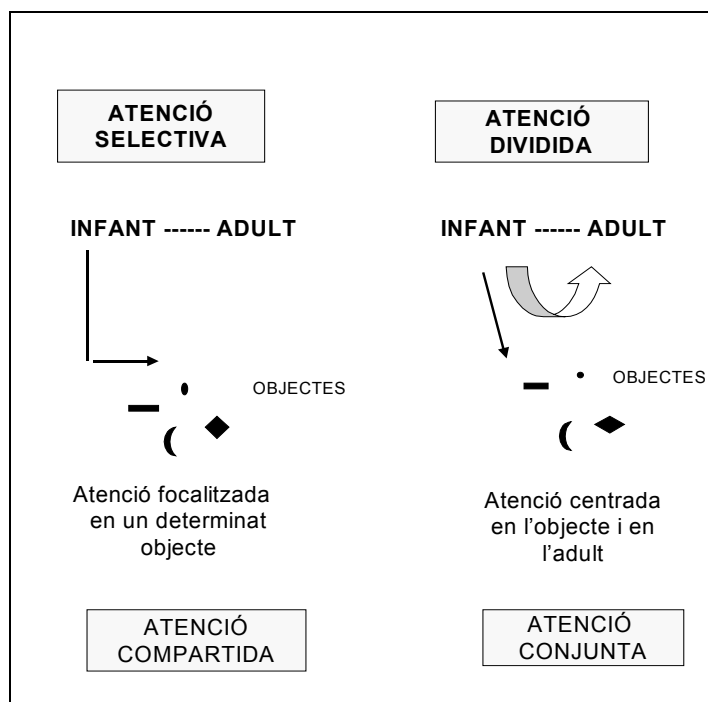 ATENCIÓ
SELECTIVA
INFANT ------ ADULT
OBJECTES
Atenció focalitzada
en un determinat
objecte
ATENCIÓ
COMPARTIDA
ATENCIÓ
DIVIDIDA
INFANT ------ ADULT
OBJECTES
Atenció centrada
en l'objecte i en
l'adult
ATENCIÓ
CONJUNTA